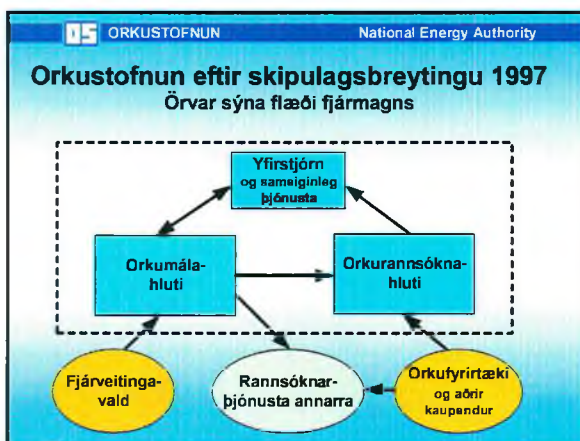 OS ORKUSTOFNUN National Energy Authority
Orkustofnun eftir skipulagsbreytingu 1997
Örvar sýna flæði fjármagns
Yfirstjórn
og sameiginleg
þjónusta
Orkumála-
hluti
Orkurannsókna-
hluti
Fjárveitinga-
vald
Rannsóknar-
þjónusta annarra
Orkufyrirtæki
og aðrir
kaupendur